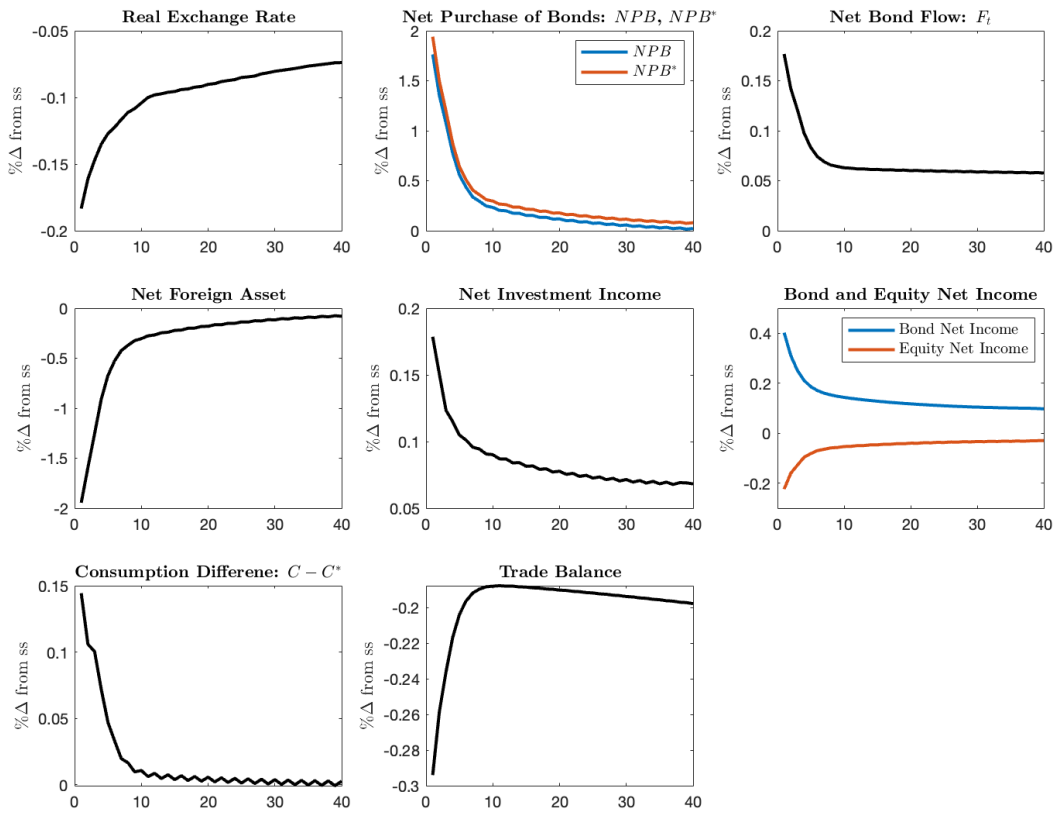 Real Exchange Rate
%Δ from ss
-0.05
-0.1
-0.15
-0.2
0 10 20 30 40
Net Purchase of Bonds: NPB, NPB*
%Δ from ss
2
1.5
1
0.5
0
NPB
NPB*
0 10 20 30 40
Net Bond Flow: F_t
%Δ from ss
0.2
0.15
0.1
0.05
0
0 10 20 30 40
Net Foreign Asset
%Δ from ss
0
-0.5
-1
-1.5
-2
0 10 20 30 40
Net Investment Income
%Δ from ss
0.2
0.15
0.1
0.05
0 10 20 30 40
Bond and Equity Net Income
%Δ from ss
0.4
0.2
0
-0.2
Bond Net Income
Equity Net Income
0 10 20 30 40
Consumption Differene: C − C*
%Δ from ss
0.15
0.1
0.05
0
0 10 20 30 40
Trade Balance
%Δ from ss
-0.2
-0.22
-0.24
-0.26
-0.28
-0.3
0 10 20 30 40